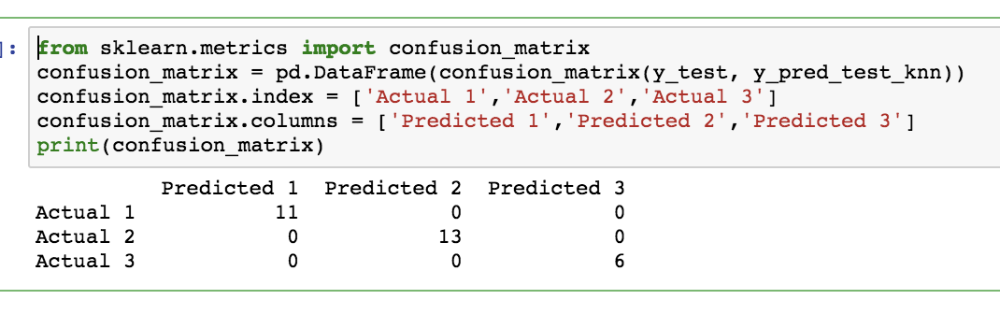 ]: from sklearn.metrics import confusion_matrix
confusion_matrix = pd.DataFrame(confusion_matrix(y_test, y_pred_test_knn))
confusion_matrix.index = ['Actual 1','Actual 2','Actual 3']
confusion_matrix.columns = ['Predicted 1','Predicted 2','Predicted 3']
print(confusion_matrix)
Predicted 1 Predicted 2 Predicted 3
Actual 1 11 0 0
Actual 2 0 13 0
Actual 3 0 0 6